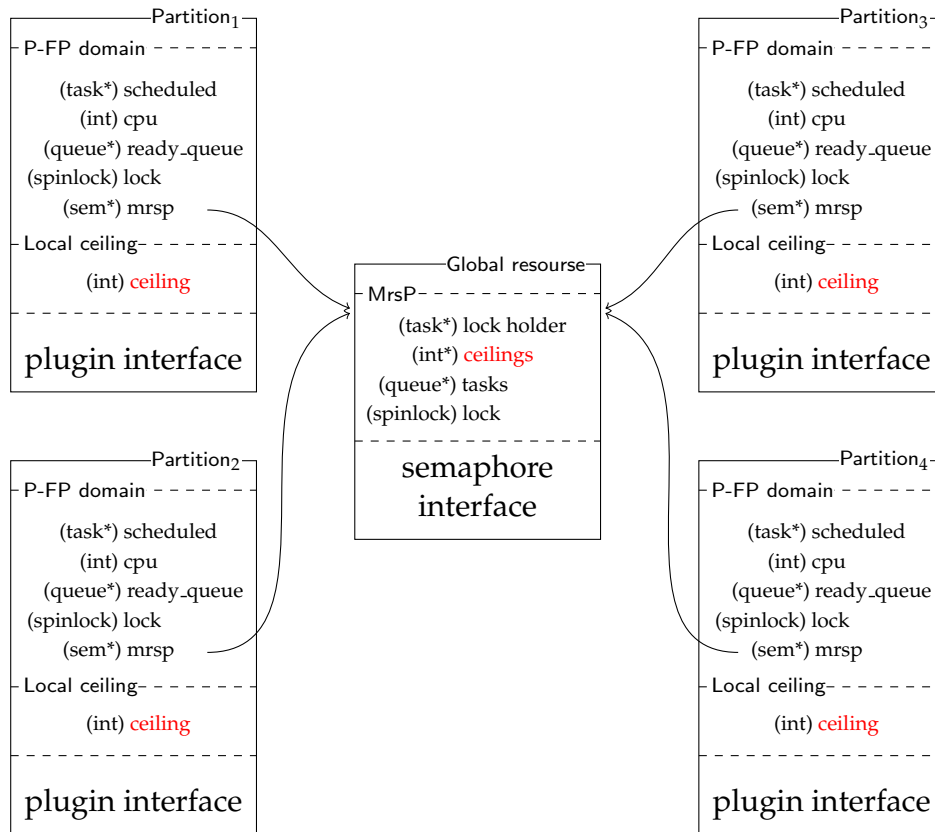 Partition1
P-FP domain
(task*) scheduled
(int) cpu
(queue*) ready_queue
(spinlock) lock
(sem*) mrsp
Local ceiling
(int) ceiling
plugin interface
Partition2
P-FP domain
(task*) scheduled
(int) cpu
(queue*) ready_queue
(spinlock) lock
(sem*) mrsp
Local ceiling
(int) ceiling
plugin interface
Global resourse
MrsP
(task*) lock holder
(int*) ceilings
(queue*) tasks
(spinlock) lock
semaphore
interface
Partition3
P-FP domain
(task*) scheduled
(int) cpu
(queue*) ready_queue
(spinlock) lock
(sem*) mrsp
Local ceiling
(int) ceiling
plugin interface
Partition4
P-FP domain
(task*) scheduled
(int) cpu
(queue*) ready_queue
(spinlock) lock
(sem*) mrsp
Local ceiling
(int) ceiling
plugin interface